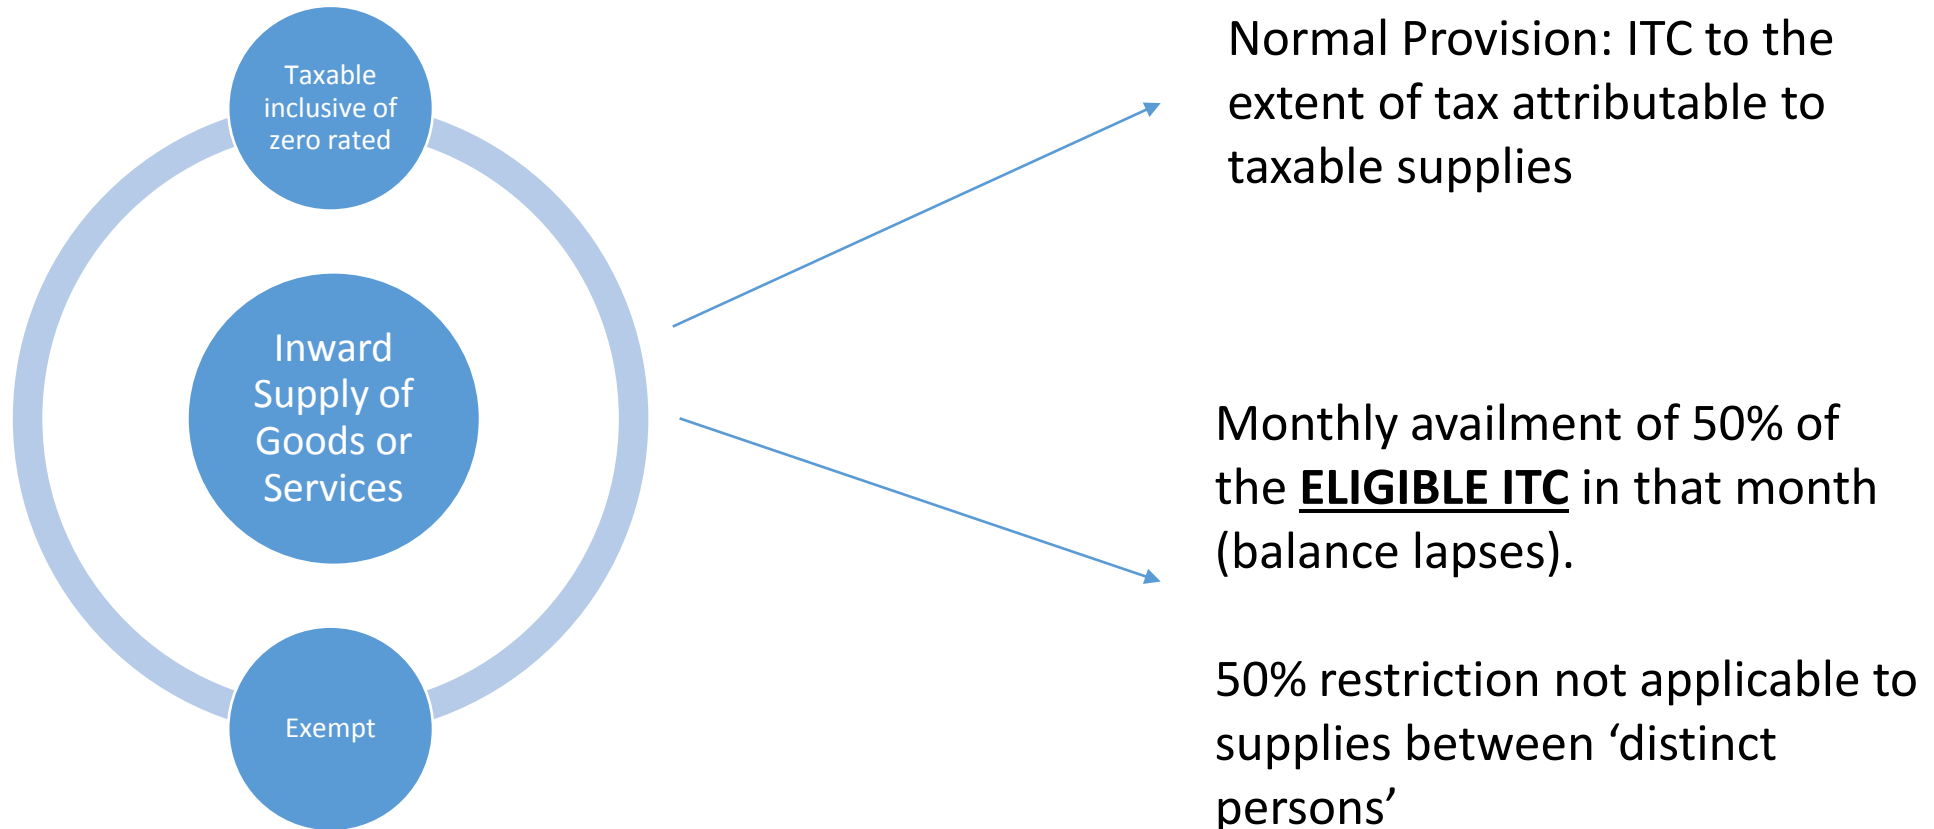 Taxable
inclusive of
zero rated
Inward
Supply of
Goods or
Services
Exempt
Normal Provision: ITC to the
extent of tax attributable to
taxable supplies
Monthly availment of 50% of
the ELIGIBLE ITC in that month
(balance lapses).
50% restriction not applicable to
supplies between ‘distinct
persons’